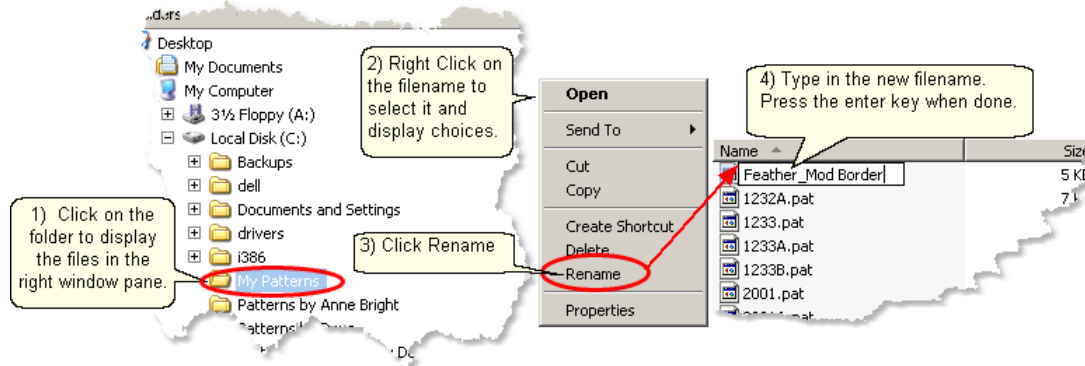 Desktop
My Documents
My Computer
3½ Floppy (A:)
Local Disk (C:)
Backups
dell
Documents and Settings
drivers
i386
My Patterns
Patterns by Anne Bright
1) Click on the
folder to display
the files in the
right window pane.
2) Right Click on
the filename to
select it and
display choices.
3) Click Rename
Open
Send To
Cut
Copy
Create Shortcut
Delete
Rename
Properties
4) Type in the new filename.
Press the enter key when done.
Name Size
Feather_Mod Border 5 KB
1232A.pat
1233.pat
1233A.pat
1233B.pat
2001.pat